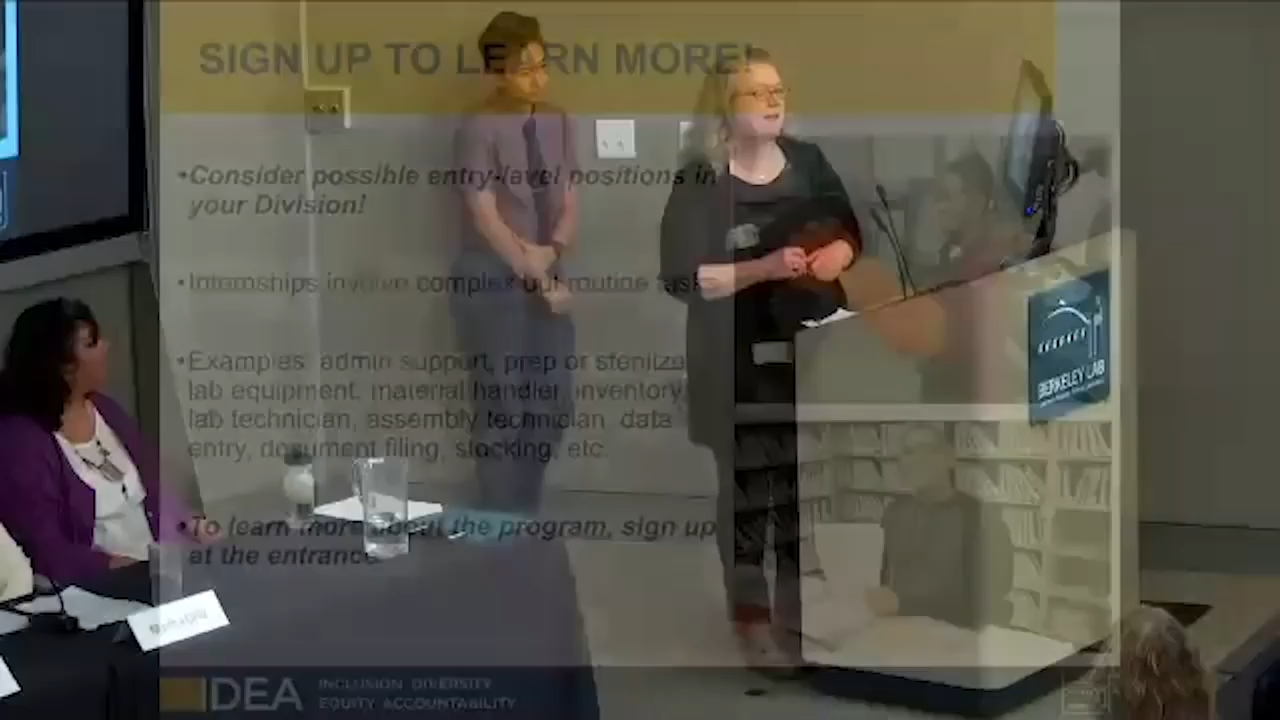 SIGN UP TO LEARN MORE!
•Consider possible entry-level positions in
your Division!
•Internships involve complex but routine tasks
•Examples: admin support, prep or sterilize
lab equipment, material handler, inventory,
lab technician, assembly technician, data
entry, document filing, stocking, etc.
•To learn more about the program, sign up
at the entrance
BERKELEY LAB
IDEA
INCLUSION DIVERSITY
EQUITY ACCOUNTABILITY